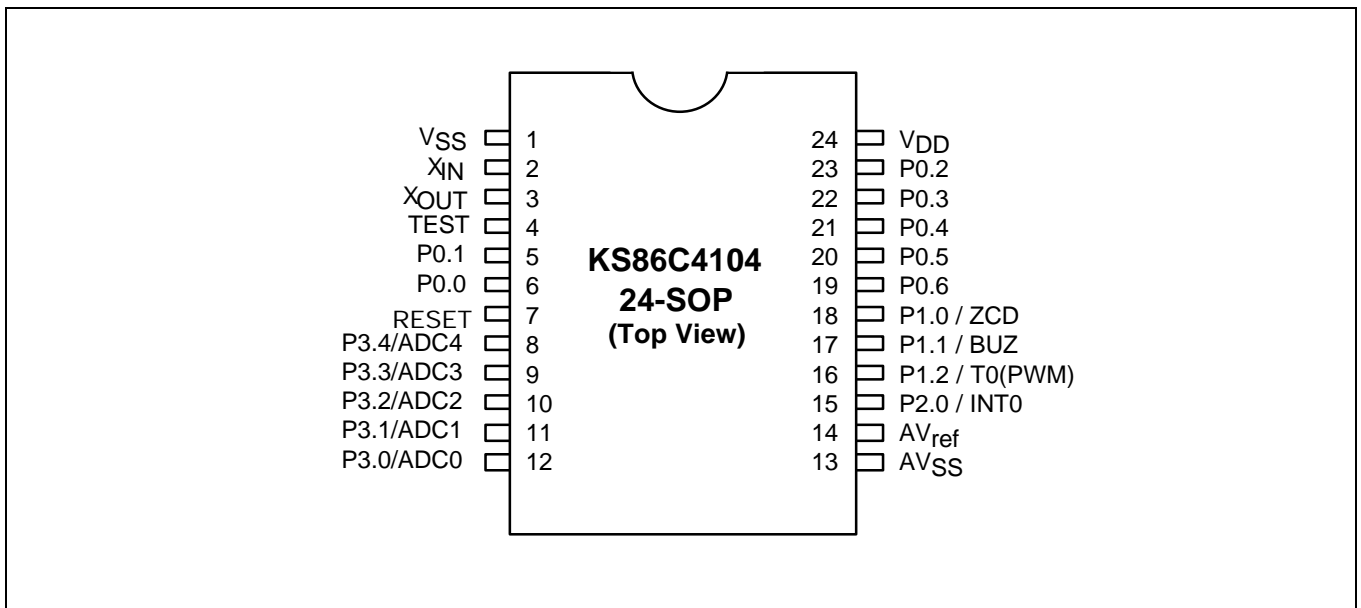 VSS 1 24 VDD
XIN 2 23 P0.2
XOUT 3 22 P0.3
TEST 4 21 P0.4
P0.1 5 20 P0.5
P0.0 6 19 P0.6
RESET 7 18 P1.0 / ZCD
P3.4/ADC4 8 17 P1.1 / BUZ
P3.3/ADC3 9 16 P1.2 / T0(PWM)
P3.2/ADC2 10 15 P2.0 / INT0
P3.1/ADC1 11 14 AVref
P3.0/ADC0 12 13 AVSS
KS86C4104
24-SOP
(Top View)